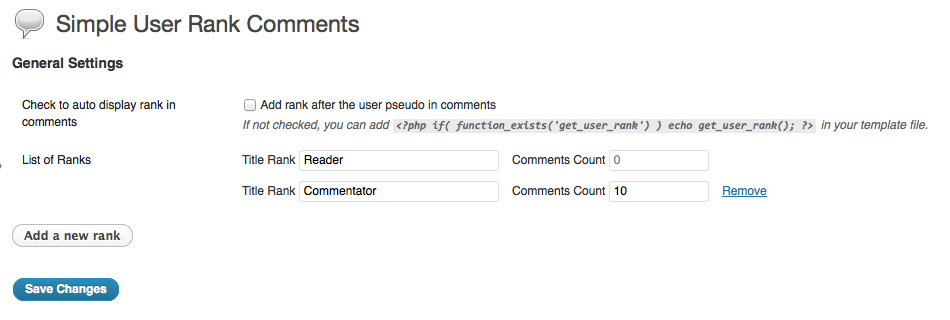 Simple User Rank Comments
General Settings
Check to auto display rank in comments
Add rank after the user pseudo in comments
If not checked, you can add <?php if( function_exists('get_user_rank') ) echo get_user_rank(); ?> in your template file.
List of Ranks
Title Rank Reader Comments Count 0
Title Rank Commentator Comments Count 10 Remove
Add a new rank
Save Changes